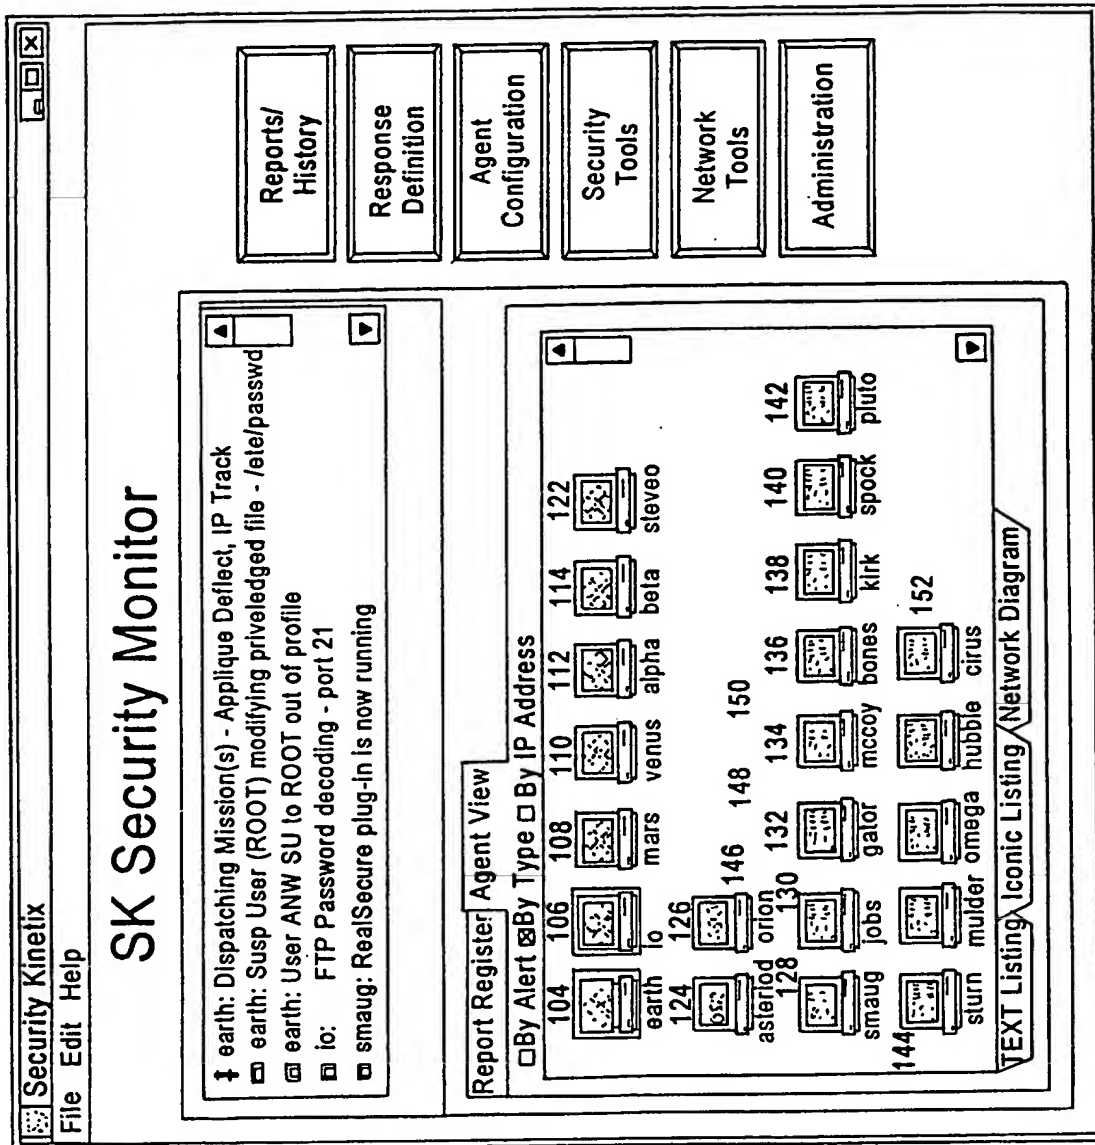 Security Kinetix
File Edit Help
SK Security Monitor
earth: Dispatching Mission(s) - Applique Deflect, IP Track
earth: Susp User (ROOT) modifying priveledged file - /ete/passwd
earth: User ANW SU to ROOT out of profile
io: FTP Password decoding - port 21
smaug: RealSecure plug-in is now running
Reports/
History
Response
Definition
Agent
Configuration
Security
Tools
Network
Tools
Administration
Report Register Agent View
By Alert By Type By IP Address
104 106 108 110 112 114 122
earth io mars venus alpha beta steveo
124 126 146 148 150
asteriod orion
128 130 132 134 136 138 140 142
smaug jobs gator mccoy bones kirk spock pluto
144 152
sturn mulder omega hubble cirus
TEXT Listing Iconic Listing Network Diagram